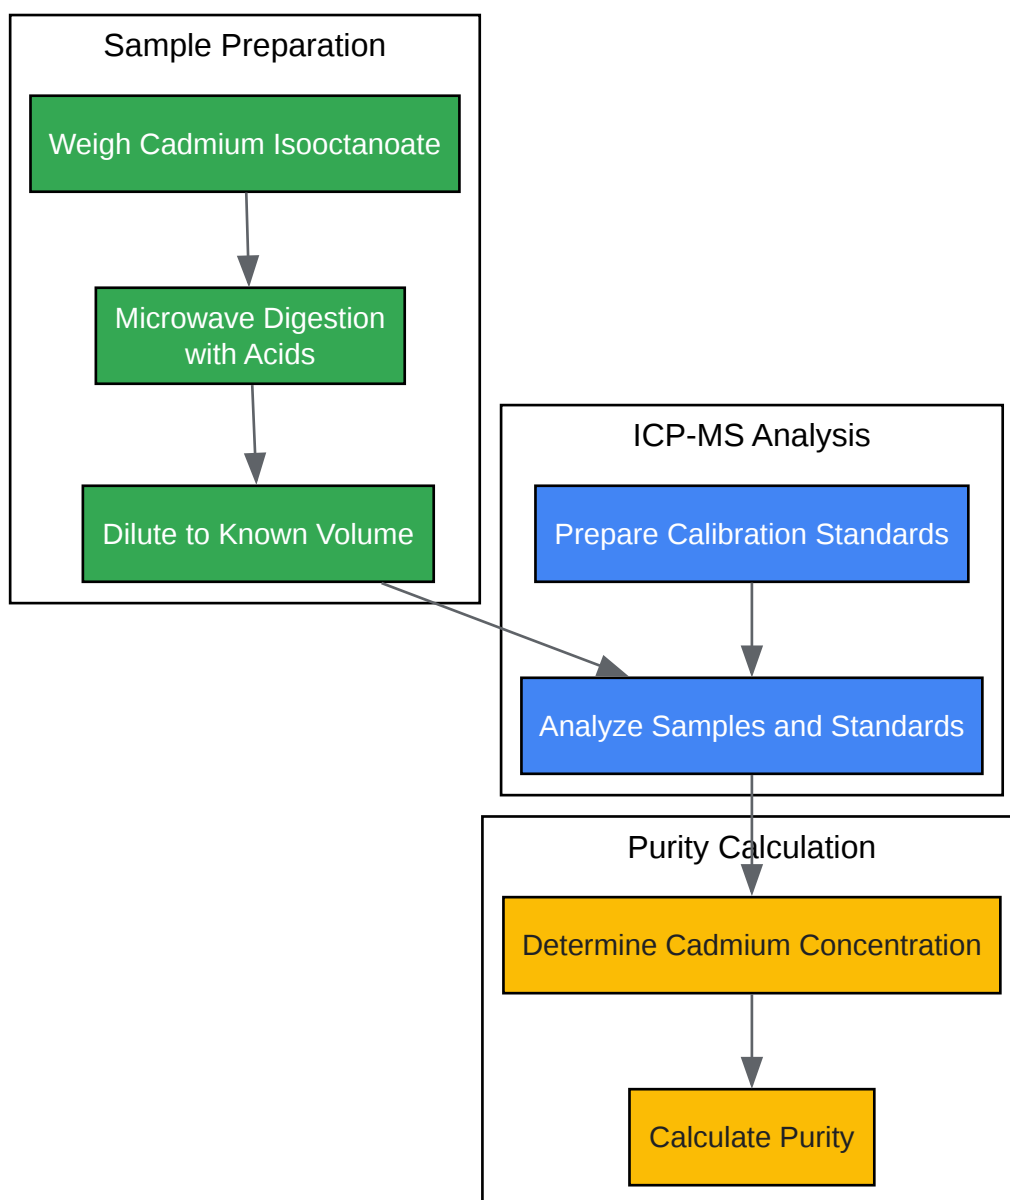 Sample Preparation
Weigh Cadmium Isooctanoate
Microwave Digestion
with Acids
Dilute to Known Volume
ICP-MS Analysis
Prepare Calibration Standards
Analyze Samples and Standards
Purity Calculation
Determine Cadmium Concentration
Calculate Purity